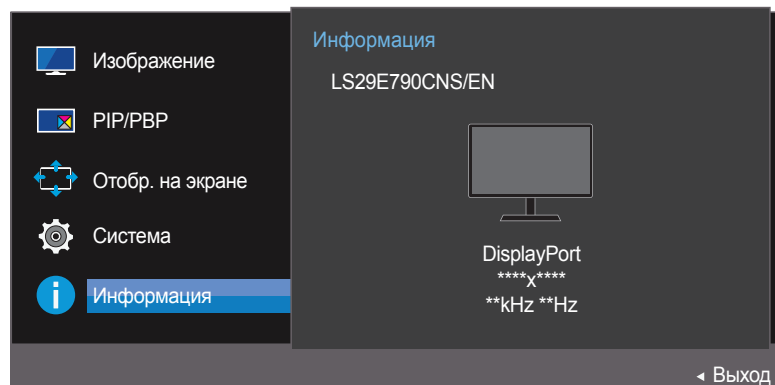 Изображение
PIP/PBP
Отобр. на экране
Система
Информация
Информация
LS29E790CNS/EN
DisplayPort
****x****
**kHz **Hz
Выход